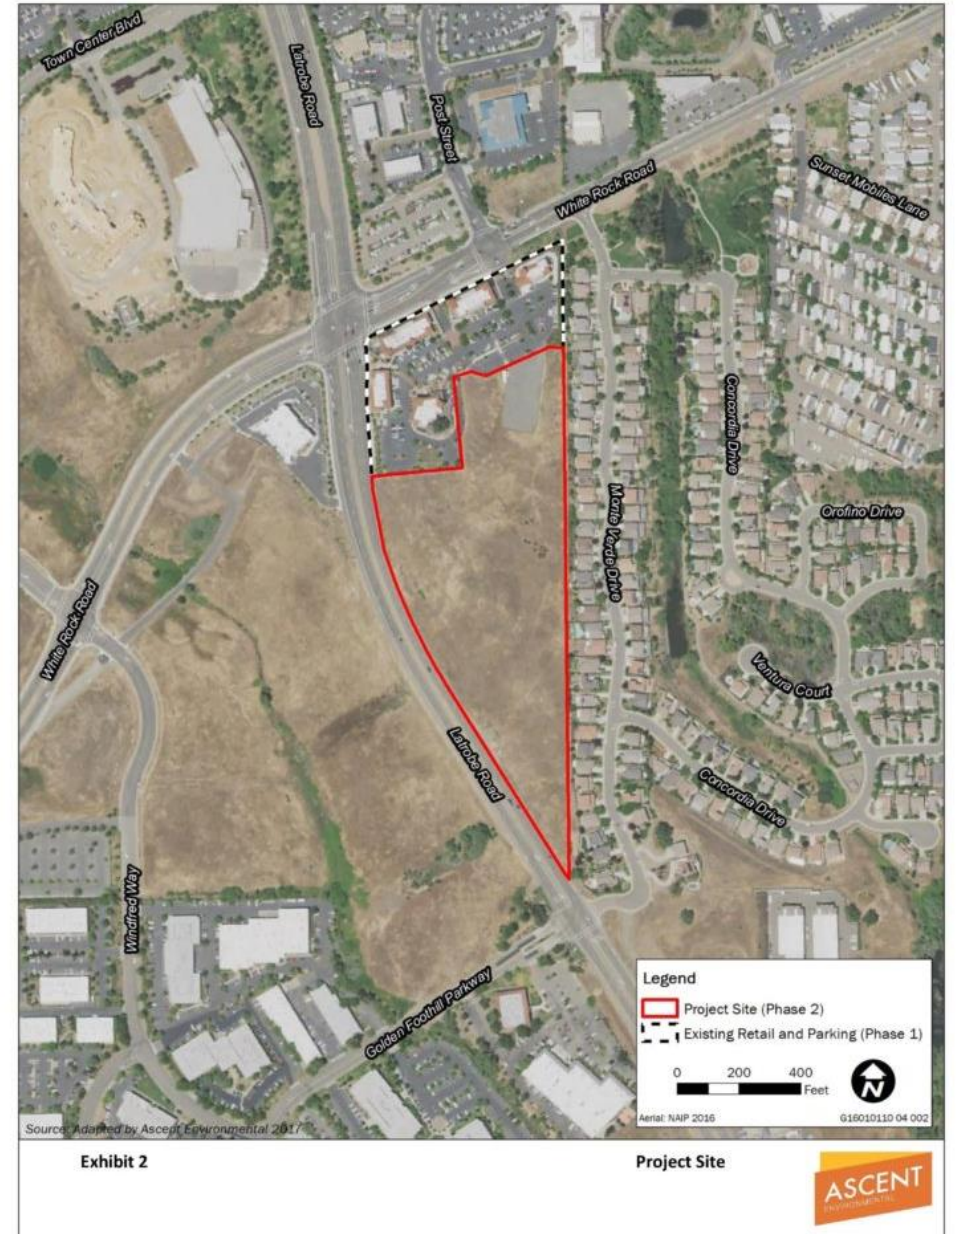 Town Center Blvd
Latrobe Road
Post Street
White Rock Road
Sunset Mobiles Lane
Concordia Drive
Orofino Drive
Monte Verde Drive
White Rock Road
Ventura Court
Latrobe Road
Concordia Drive
Windfred Way
Golden Foothill Parkway
Legend
Project Site (Phase 2)
Existing Retail and Parking (Phase 1)
0 200 400
Feet
N
Aerial: NAIP 2016
G16010110 04 002
Source: Adapted by Ascent Environmental 2017
Exhibit 2
Project Site
ASCENT
ENVIRONMENTAL